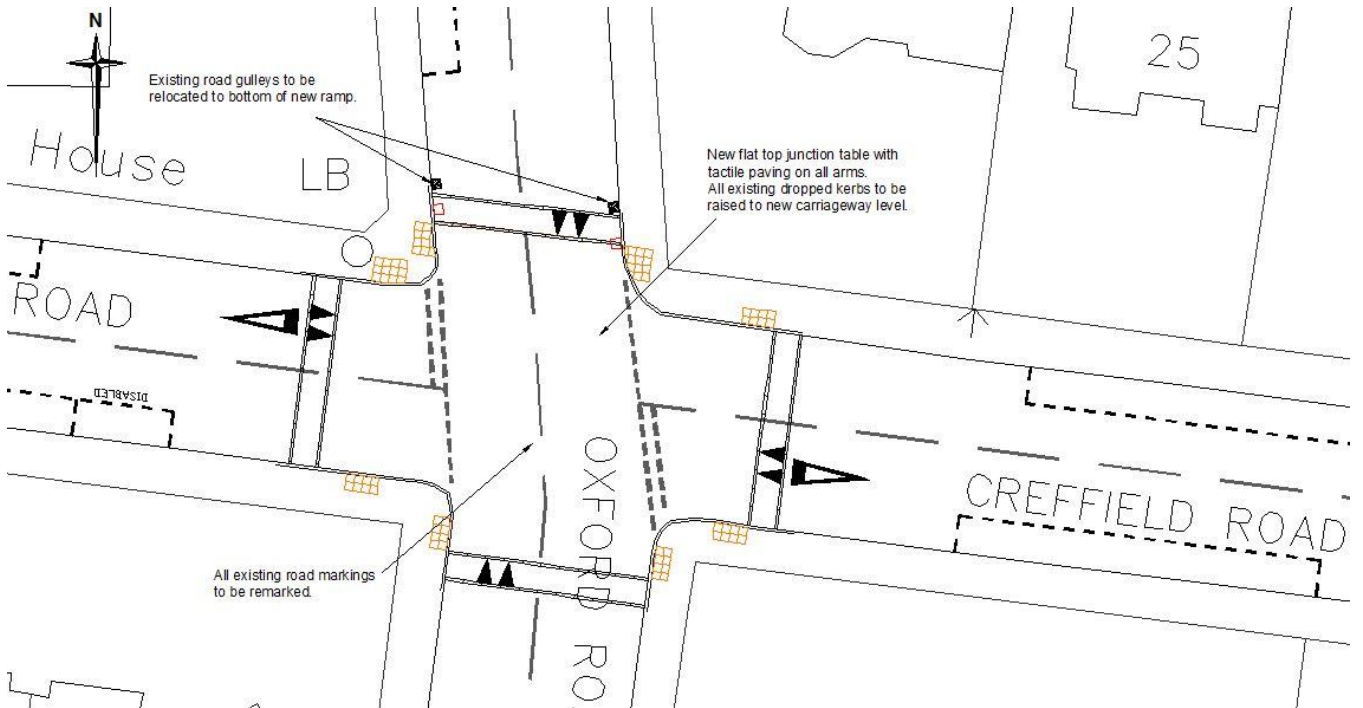 N
Existing road gulleys to be
relocated to bottom of new ramp.
25
House
LB
New flat top junction table with
tactile paving on all arms.
All existing dropped kerbs to be
raised to new carriageway level.
ROAD
DISABLED
OXFORD RO
CREFFIELD ROAD
All existing road markings
to be remarked.